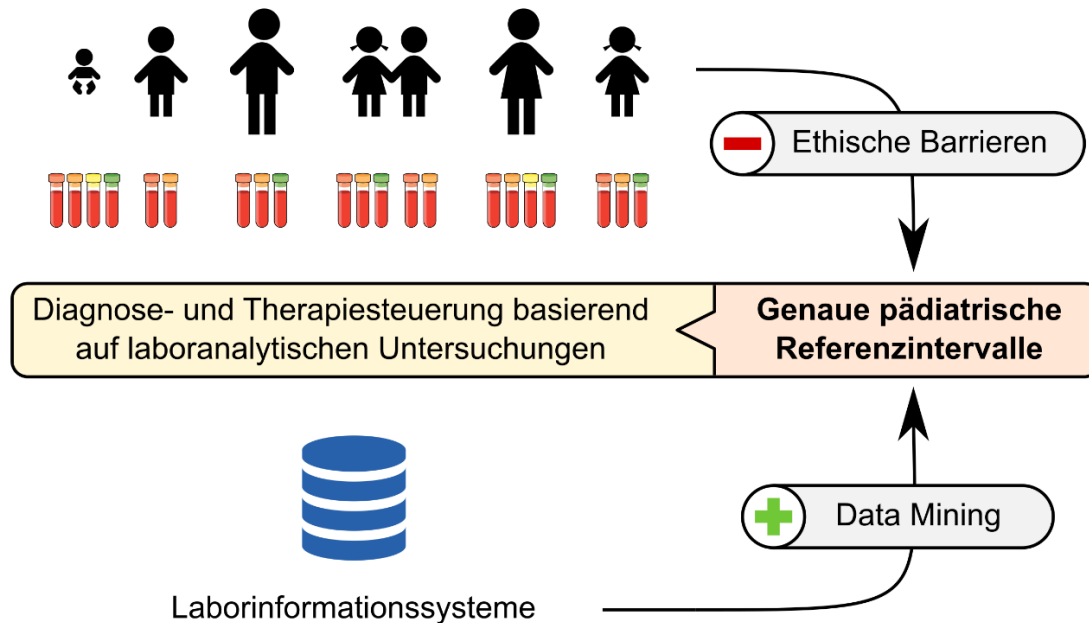 Ethische Barrieren
Diagnose- und Therapiesteuerung basierend
auf laboranalytischen Untersuchungen
Genaue pädiatrische
Referenzintervalle
Data Mining
Laborinformationssysteme